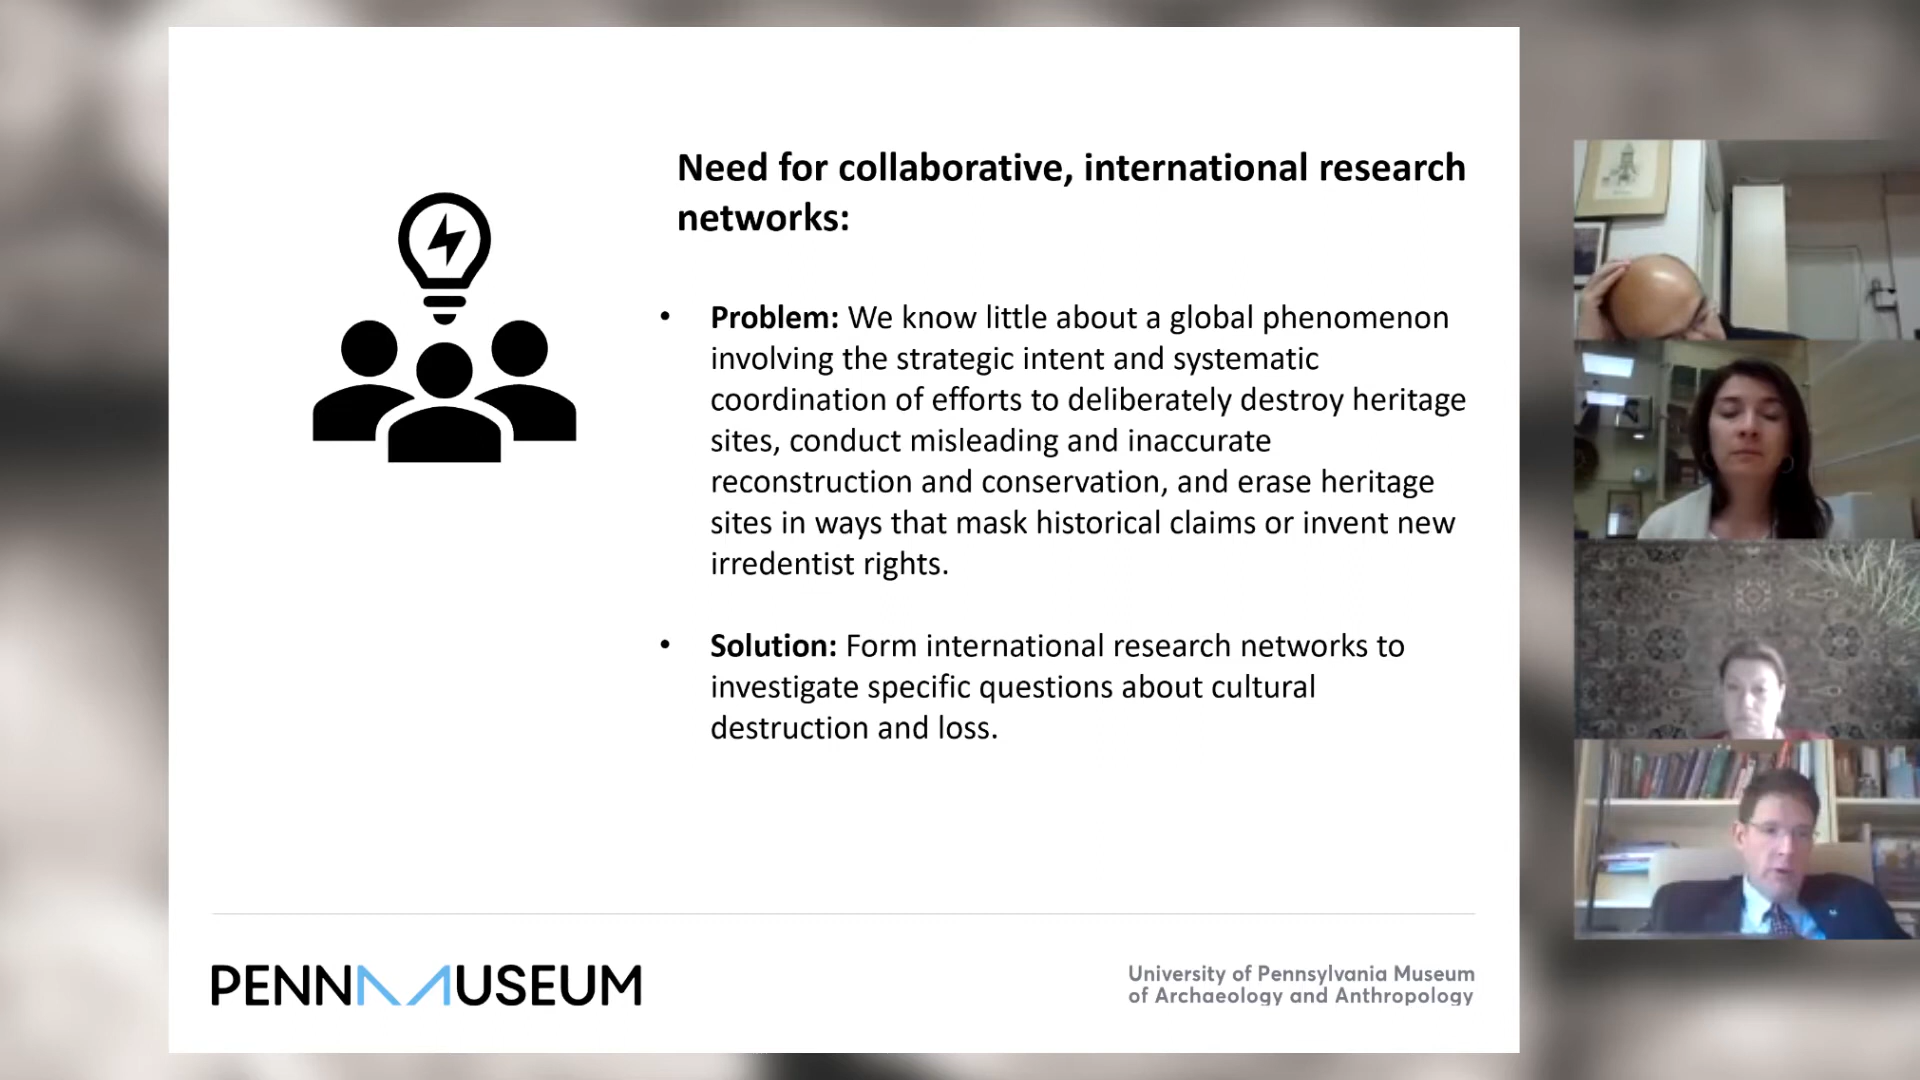 Need for collaborative, international research
networks:
• Problem: We know little about a global phenomenon
involving the strategic intent and systematic
coordination of efforts to deliberately destroy heritage
sites, conduct misleading and inaccurate
reconstruction and conservation, and erase heritage
sites in ways that mask historical claims or invent new
irredentist rights.
• Solution: Form international research networks to
investigate specific questions about cultural
destruction and loss.
PENN MUSEUM
University of Pennsylvania Museum
of Archaeology and Anthropology